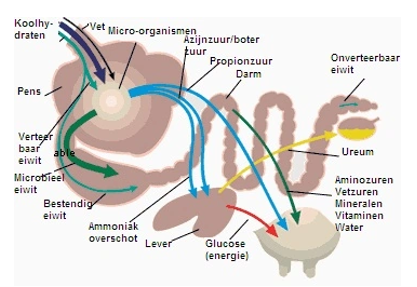 Koolhy-
draten
Vet
Micro-organismen
Azijnzuur/boter
zuur
Propionzuur
Darm
Onverteerbaar
eiwit
Pens
Verteer
baar able
eiwit
Microbieel
eiwit
Bestendig
eiwit
Ureum
Aminozuren
Vetzuren
Mineralen
Vitaminen
Water
Ammoniak
overschot
Lever
Glucose
(energie)